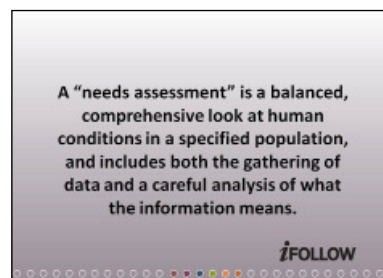 A “needs assessment” is a balanced,
comprehensive look at human
conditions in a specified population,
and includes both the gathering of
data and a careful analysis of what
the information means.
iFOLLOW